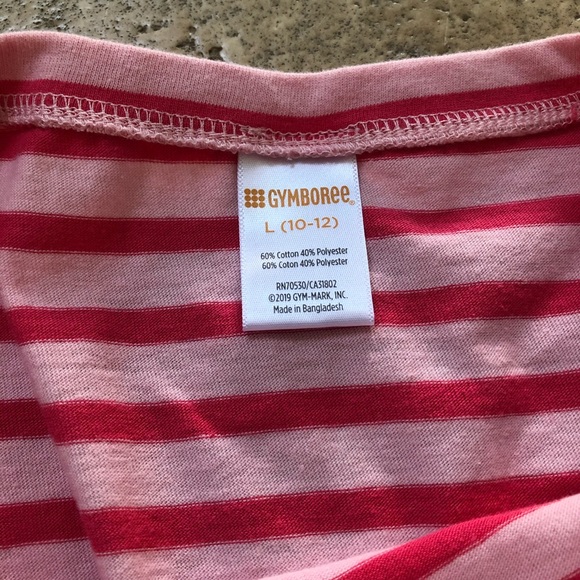 GYMBOREE
L (10-12)
60% Cotton 40% Polyester
60% Coton 40% Polyester
RN70530/CA31802
©2019 GYM-MARK, INC.
Made in Bangladesh